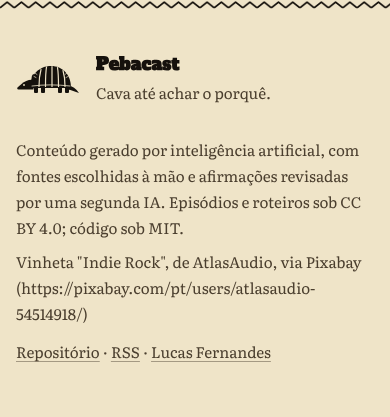 Pebacast
Cava até achar o porquê.
Conteúdo gerado por inteligência artificial, com
fontes escolhidas à mão e afirmações revisadas
por uma segunda IA. Episódios e roteiros sob CC
BY 4.0; código sob MIT.
Vinheta "Indie Rock", de AtlasAudio, via Pixabay
(https://pixabay.com/pt/users/atlasaudio-
54514918/)
Repositório · RSS · Lucas Fernandes